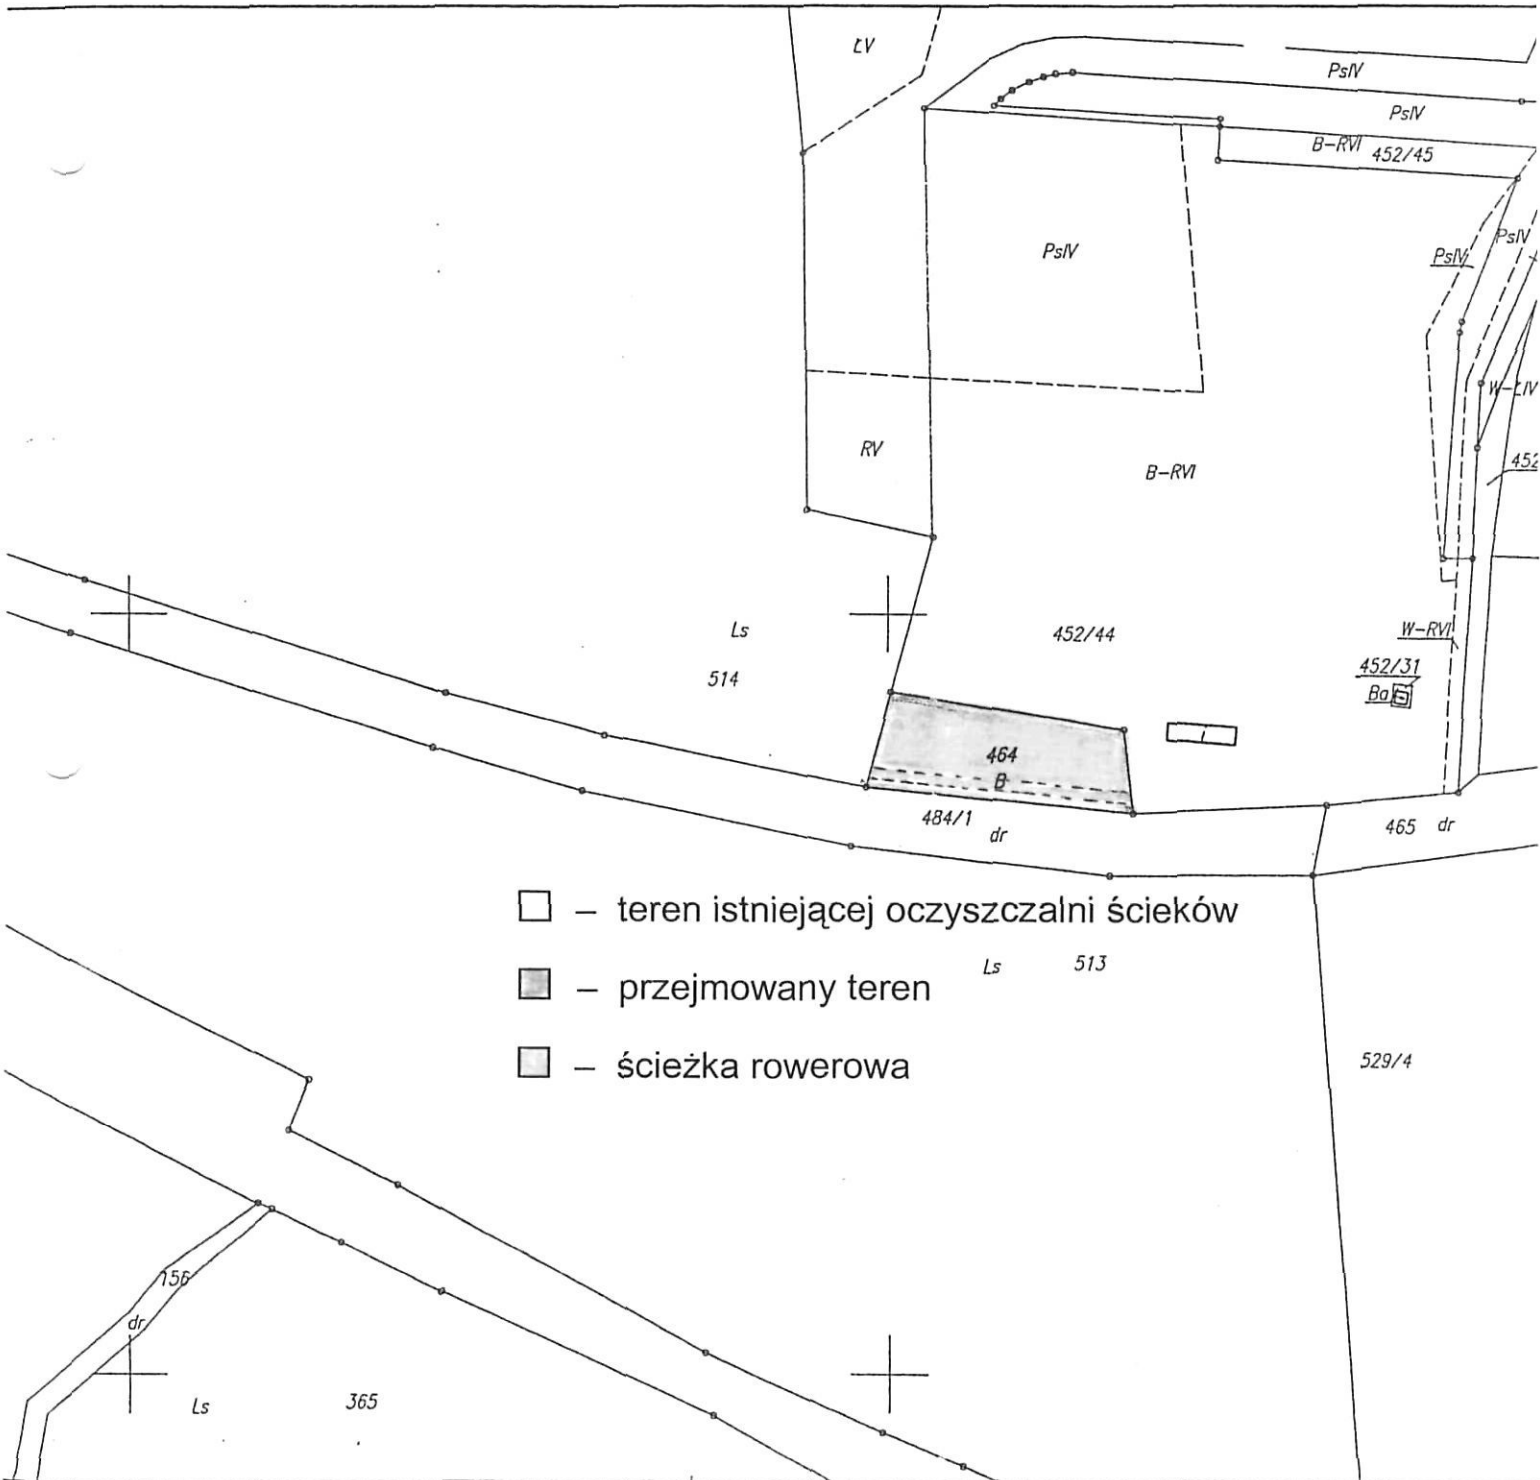 ŁV
PsIV
PsIV
B-RVI 452/45
PsIV
PsIV
PsIV
W-ŁIV
RV
B-RVI
452
Ls
514
452/44
W-RVI
452/31
Ba
464
B
484/1
dr
465 dr
– teren istniejącej oczyszczalni ścieków
Ls 513
– przejmowany teren
– ścieżka rowerowa
529/4
156
dr
Ls 365